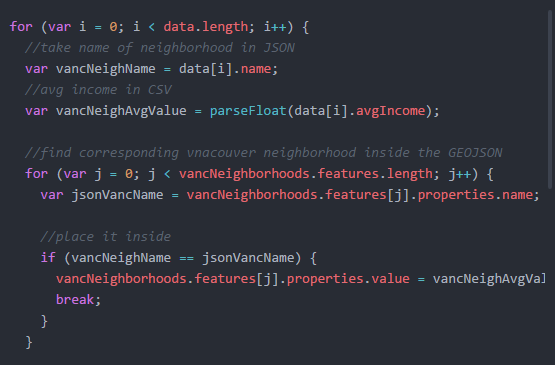 for (var i = 0; i < data.length; i++) {
  //take name of neighborhood in JSON
  var vancNeighName = data[i].name;
  //avg income in CSV
  var vancNeighAvgValue = parseFloat(data[i].avgIncome);

  //find corresponding vnacouver neighborhood inside the GEOJSON
  for (var j = 0; j < vancNeighborhoods.features.length; j++) {
    var jsonVancName = vancNeighborhoods.features[j].properties.name;

    //place it inside
    if (vancNeighName == jsonVancName) {
      vancNeighborhoods.features[j].properties.value = vancNeighAvgVal
      break;
    }
  }